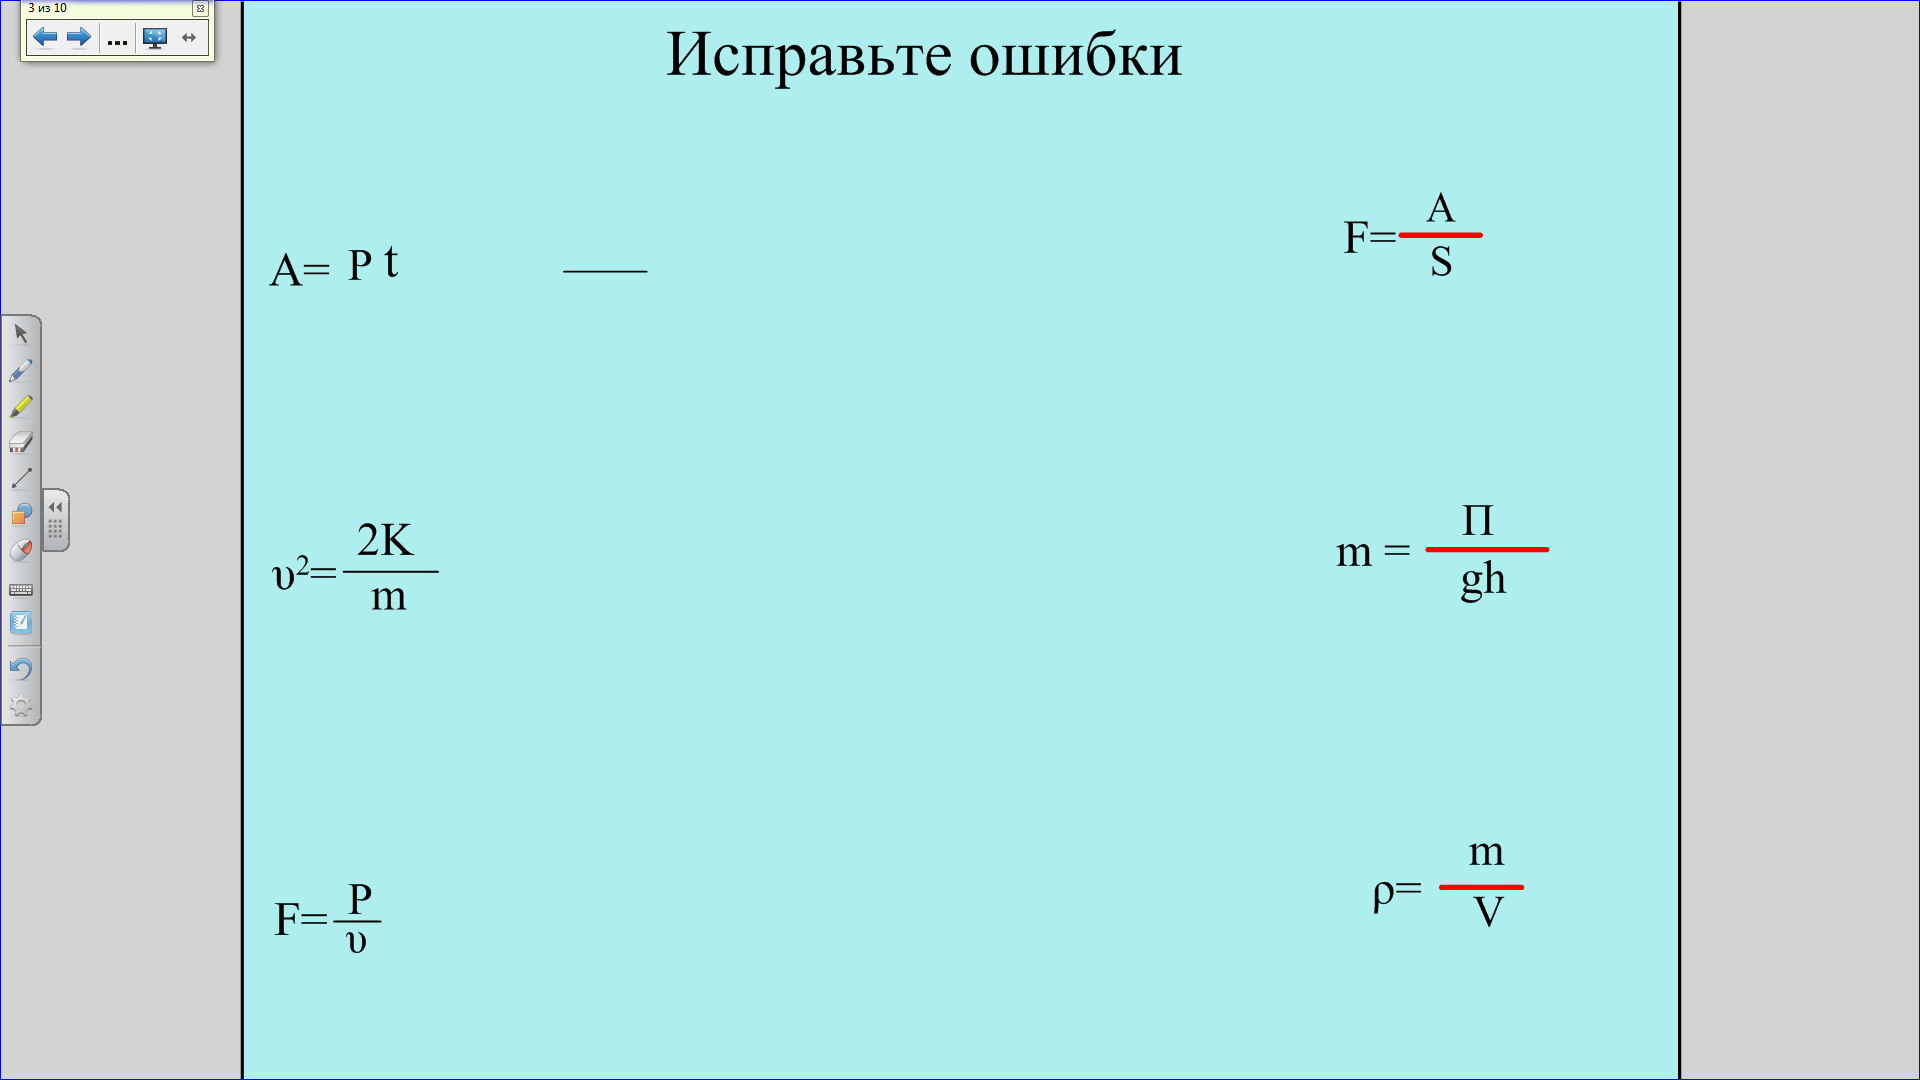 3 из 10
Исправьте ошибки
A= P t
F= A
S
υ²= 2K
m
m = П
gh
F= P
υ
ρ= m
V